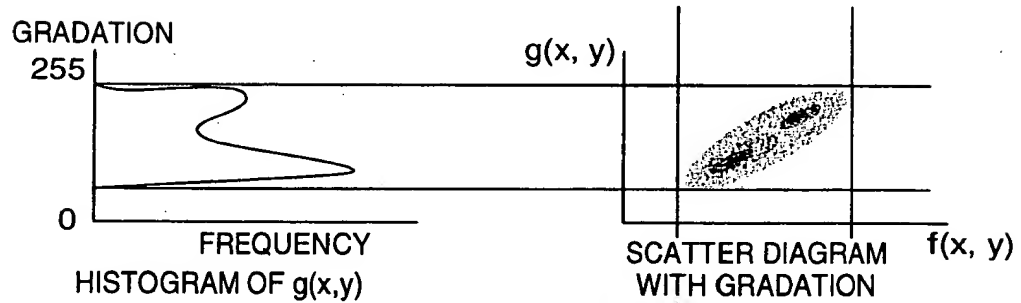 GRADATION
255
0
FREQUENCY
HISTOGRAM OF g(x,y)
g(x, y)
f(x, y)
SCATTER DIAGRAM
WITH GRADATION